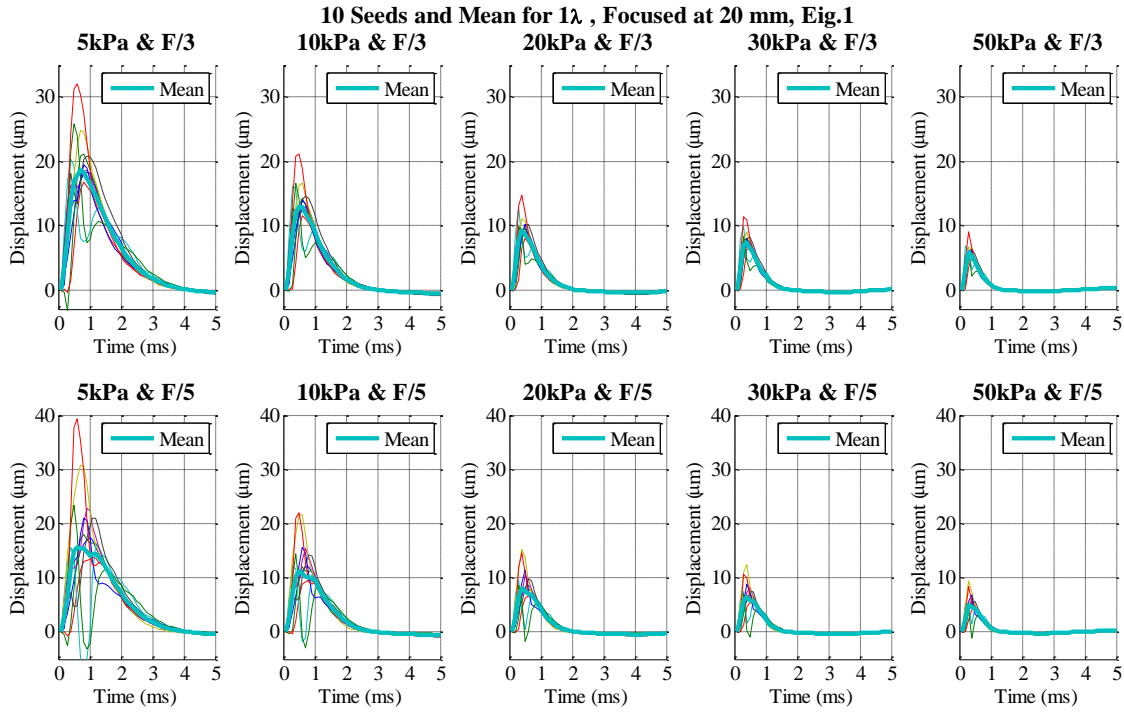 10 Seeds and Mean for 1λ , Focused at 20 mm, Eig.1
5kPa & F/3
10kPa & F/3
20kPa & F/3
30kPa & F/3
50kPa & F/3
Mean
Mean
Mean
Mean
Mean
Displacement (μm)
30
20
10
0
Displacement (μm)
30
20
10
0
Displacement (μm)
30
20
10
0
Displacement (μm)
30
20
10
0
Displacement (μm)
30
20
10
0
0 1 2 3 4 5
0 1 2 3 4 5
0 1 2 3 4 5
0 1 2 3 4 5
0 1 2 3 4 5
Time (ms)
Time (ms)
Time (ms)
Time (ms)
Time (ms)
5kPa & F/5
10kPa & F/5
20kPa & F/5
30kPa & F/5
50kPa & F/5
Mean
Mean
Mean
Mean
Mean
Displacement (μm)
40
30
20
10
0
Displacement (μm)
40
30
20
10
0
Displacement (μm)
40
30
20
10
0
Displacement (μm)
40
30
20
10
0
Displacement (μm)
40
30
20
10
0
0 1 2 3 4 5
0 1 2 3 4 5
0 1 2 3 4 5
0 1 2 3 4 5
0 1 2 3 4 5
Time (ms)
Time (ms)
Time (ms)
Time (ms)
Time (ms)